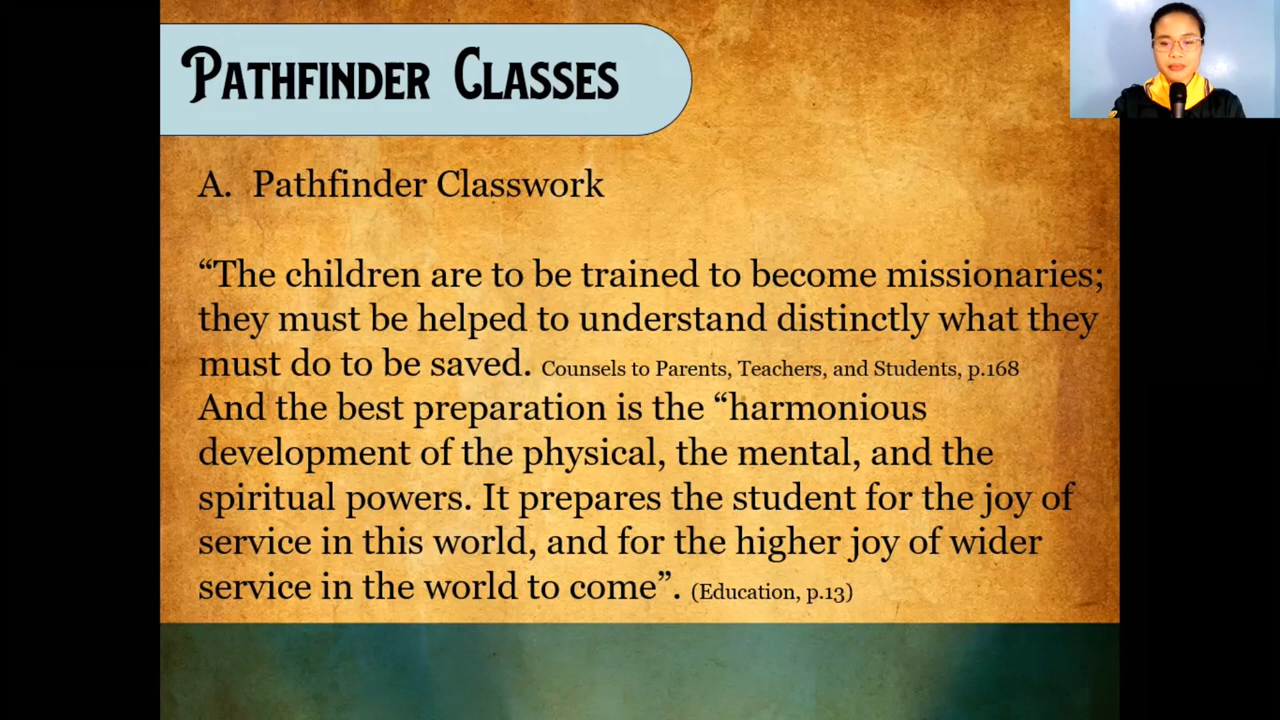 PATHFINDER CLASSES
A. Pathfinder Classwork
“The children are to be trained to become missionaries;
they must be helped to understand distinctly what they
must do to be saved. Counsels to Parents, Teachers, and Students, p.168
And the best preparation is the “harmonious
development of the physical, the mental, and the
spiritual powers. It prepares the student for the joy of
service in this world, and for the higher joy of wider
service in the world to come”. (Education, p.13)